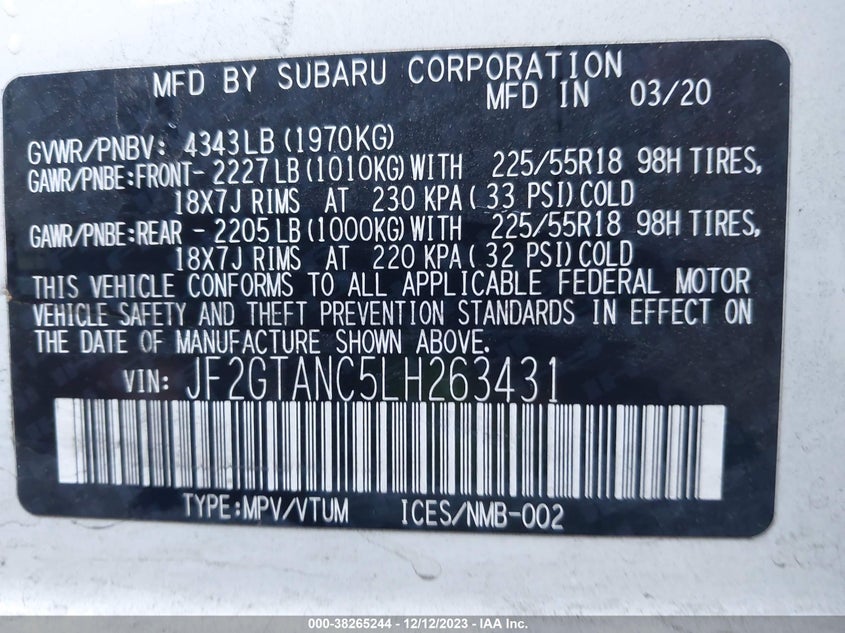 MFD BY SUBARU CORPORATION
MFD IN 03/20
GVWR/PNBV: 4343LB (1970KG)
GAWR/PNBE:FRONT- 2227 LB (1010KG) WITH 225/55R18 98H TIRES,
18X7J RIMS AT 230 KPA ( 33 PSI) COLD
GAWR/PNBE:REAR - 2205 LB (1000KG) WITH 225/55R18 98H TIRES,
18X7J RIMS AT 220 KPA ( 32 PSI) COLD
THIS VEHICLE CONFORMS TO ALL APPLICABLE FEDERAL MOTOR
VEHICLE SAFETY AND THEFT PREVENTION STANDARDS IN EFFECT ON
THE DATE OF MANUFACTURE SHOWN ABOVE.
VIN: JF2GTANC5LH263431
TYPE:MPV/VTUM ICES/NMB-002
000-38265244 - 12/12/2023 - IAA Inc.